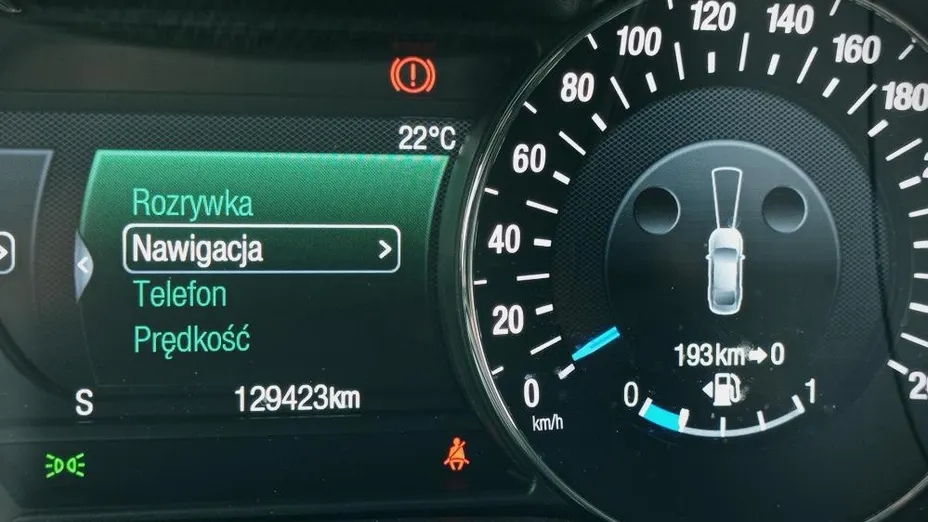 22°C
Rozrywka
Nawigacja
Telefon
Prędkość
S
129423km
0
20
40
60
80
100
120
140
160
180
km/h
193km→0
0
1